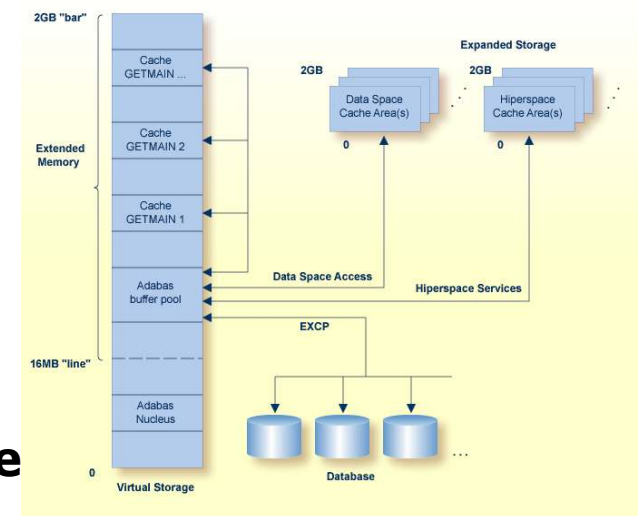 2GB "bar"
Cache
GETMAIN ...
Cache
GETMAIN 2
Extended
Memory
Cache
GETMAIN 1
Adabas
buffer pool
16MB "line"
Adabas
Nucleus
0
Virtual Storage
Expanded Storage
2GB
Data Space
Cache Area(s)
0
2GB
Hiperspace
Cache Area(s)
0
Data Space Access
Hiperspace Services
EXCP
...
Database
e